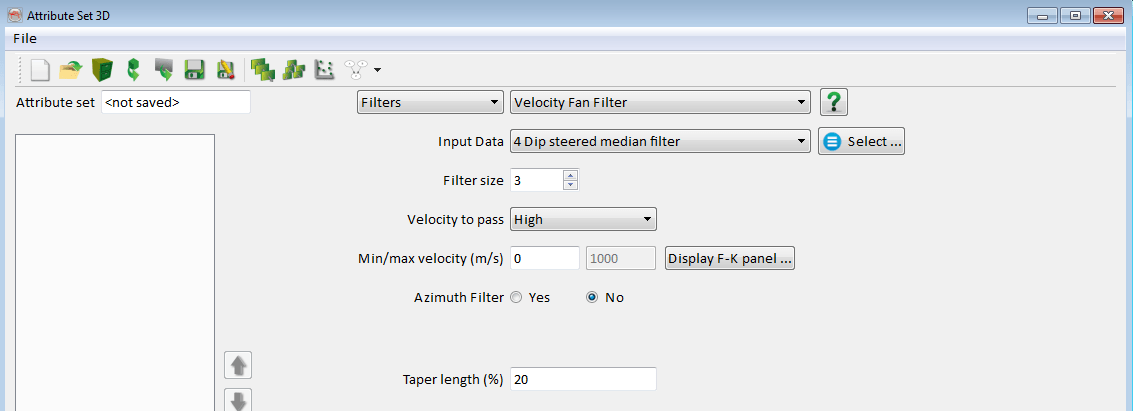 Attribute Set 3D
File
Attribute set <not saved> Filters Velocity Fan Filter ?
Input Data 4 Dip steered median filter Select ...
Filter size 3
Velocity to pass High
Min/max velocity (m/s) 0 1000 Display F-K panel ...
Azimuth Filter Yes No
Taper length (%) 20